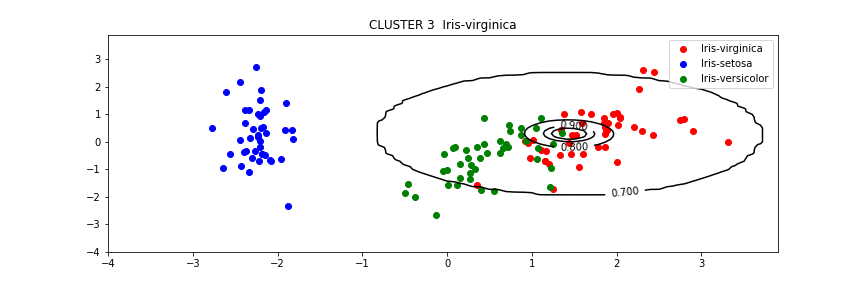 CLUSTER 3 Iris-virginica
Iris-virginica
Iris-setosa
Iris-versicolor
3
2
1
0
−1
−2
−3
−4
0.900
0.800
0.700
−4 −3 −2 −1 0 1 2 3